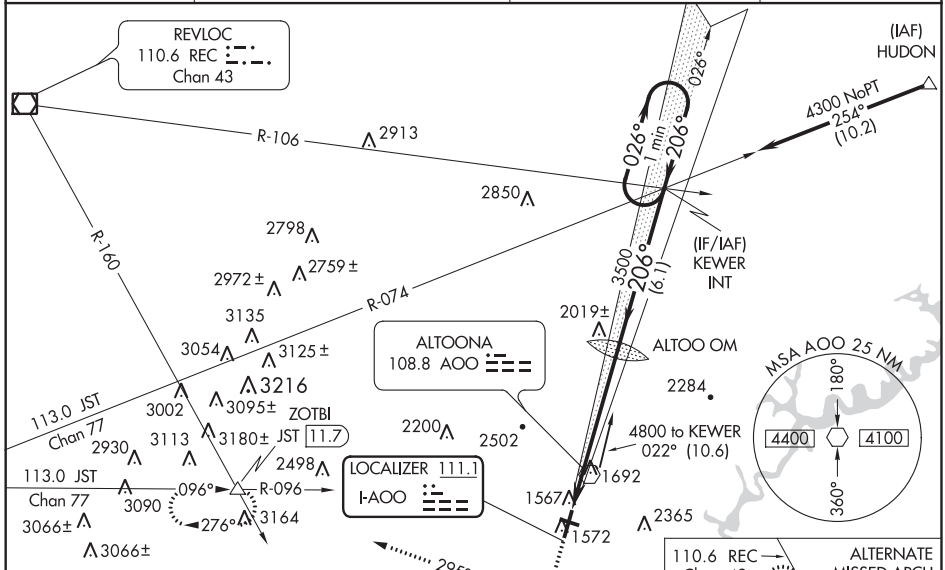 REVLOC
110.6 REC
Chan 43
(IAF)
HUDON
4300 NoPT
254°
(10.2)
R-106
2913
026°
026°
1 min
206°
2850
R-160
2798
2759±
2972±
R-074
3500
206°
(6.1)
(IF/IAF)
KEWER
INT
3135
3054
3125±
3216
3095±
3002
ALTOONA
108.8 AOO
2019±
ALTOO OM
2284
MSA AOO 25 NM
180°
4400
4100
360°
113.0 JST
Chan 77
2930
3113
3180±
ZOTBI
JST 11.7
2200
2502
2498
4800 to KEWER
022° (10.6)
LOCALIZER 111.1
I-AOO
1692
1567
1572
2365
113.0 JST
Chan 77
3090
096°
R-096
276°
3164
3066±
3066±
295°
110.6 REC
ALTERNATE
MISSED APCH